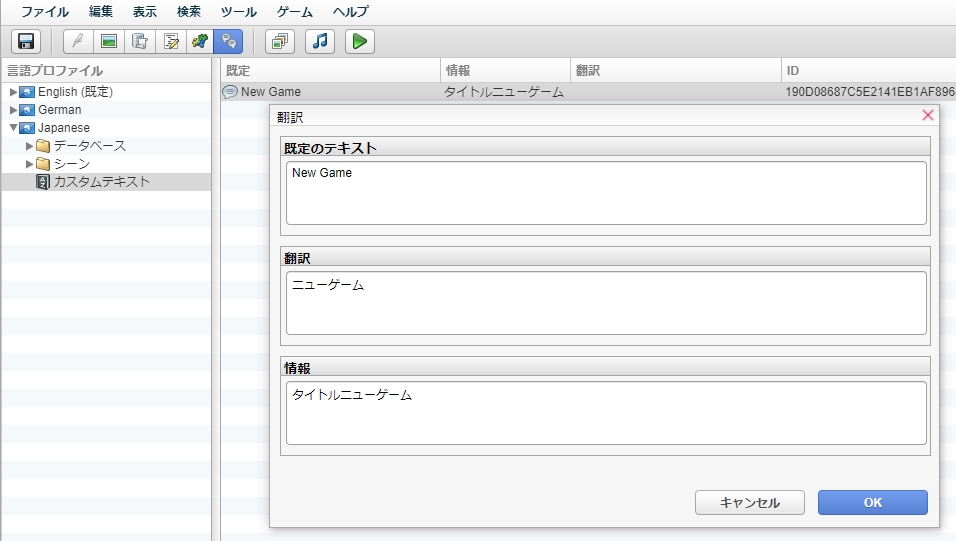 ファイル 編集 表示 検索 ツール ゲーム ヘルプ
言語プロファイル
既定 情報 翻訳 ID
English (既定)
German
Japanese
データベース
シーン
カスタムテキスト
New Game タイトルニューゲーム 190D08687C5E2141EB1AF896
翻訳
既定のテキスト
New Game
翻訳
ニューゲーム
情報
タイトルニューゲーム
キャンセル OK